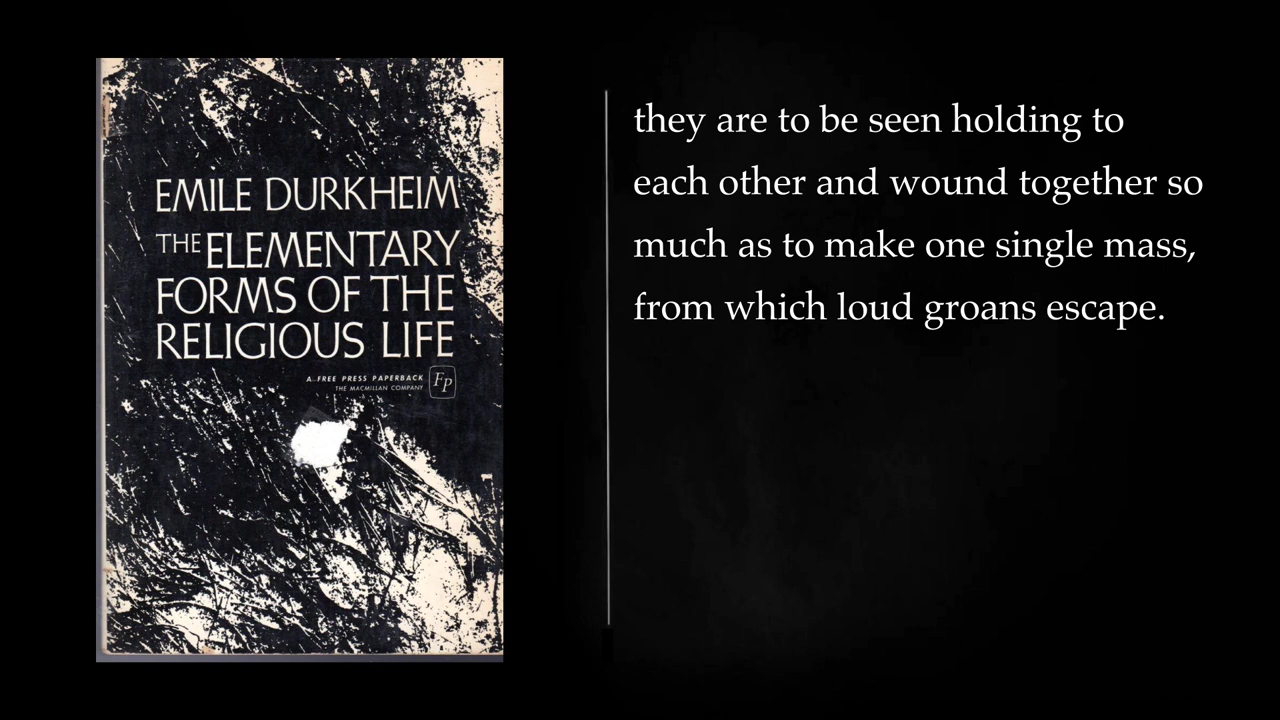 EMILE DURKHEIM
THE ELEMENTARY
FORMS OF THE
RELIGIOUS LIFE
A FREE PRESS PAPERBACK
THE MACMILLAN COMPANY
Fp
they are to be seen holding to
each other and wound together so
much as to make one single mass,
from which loud groans escape.